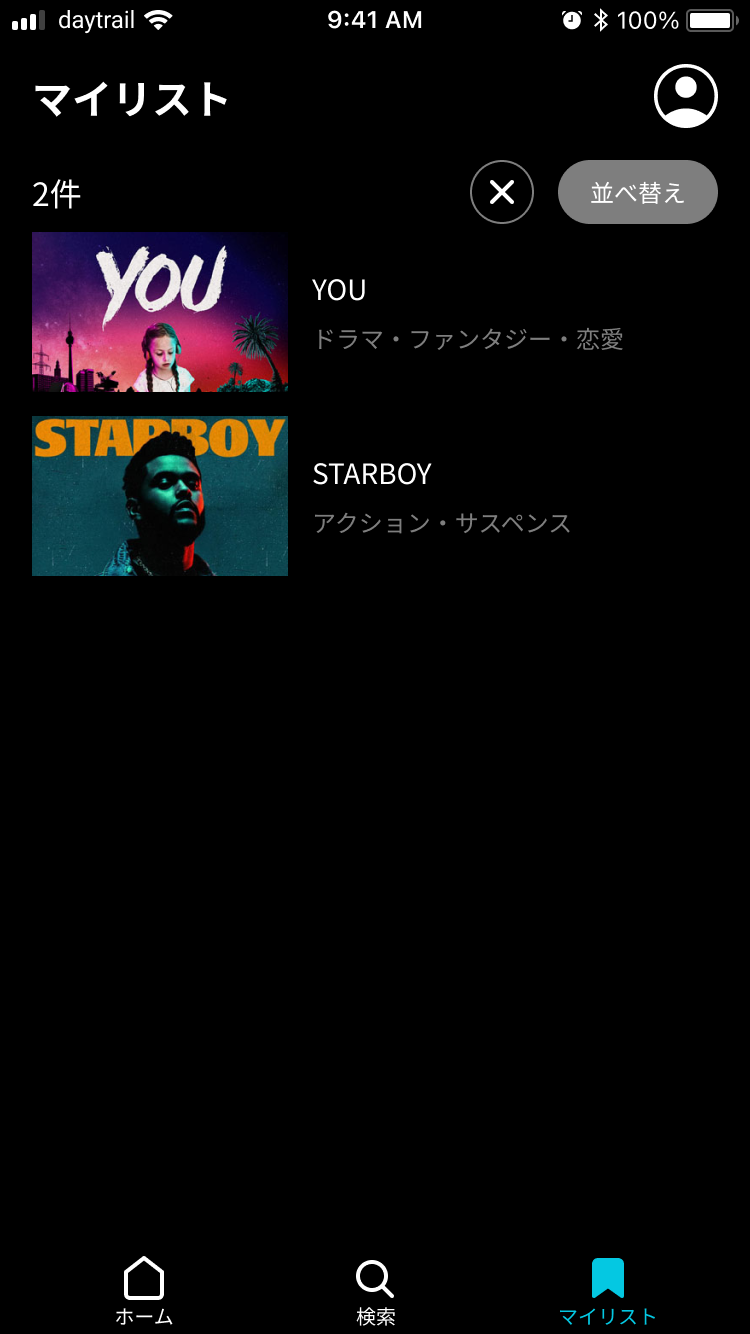 daytrail 9:41 AM 100%
マイリスト
2件 並べ替え
YOU
YOU
ドラマ・ファンタジー・恋愛
STARBOY
STARBOY
アクション・サスペンス
ホーム 検索 マイリスト